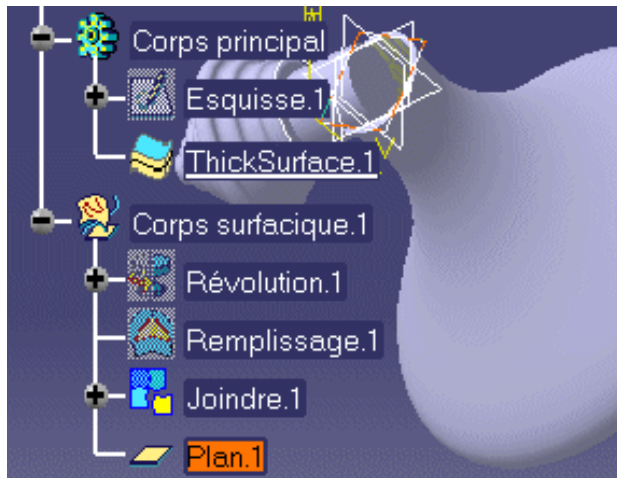 Corps principal
Esquisse.1
ThickSurface.1
Corps surfacique.1
Révolution.1
Remplissage.1
Joindre.1
Plan.1